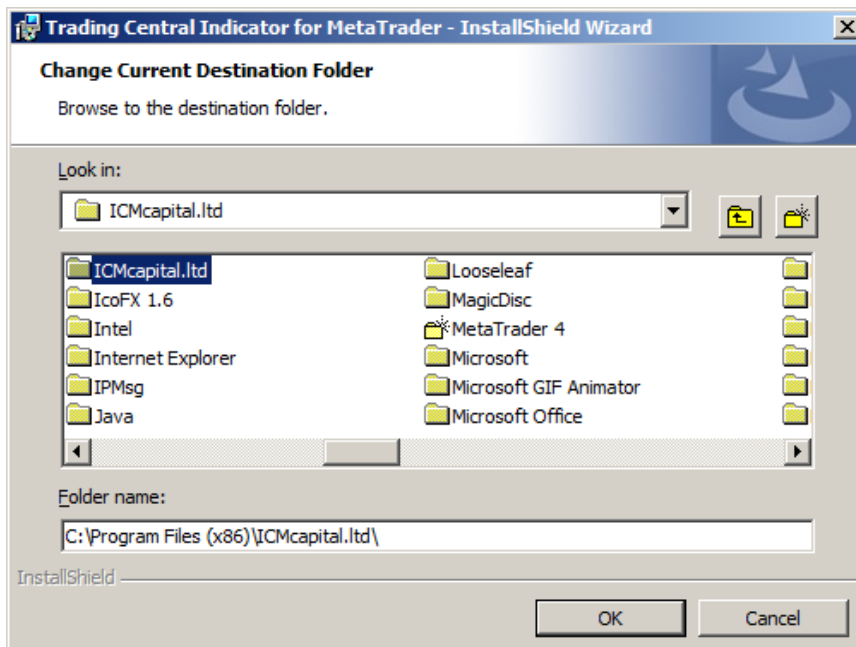 Trading Central Indicator for MetaTrader - InstallShield Wizard
Change Current Destination Folder
Browse to the destination folder.
Look in:
ICMcapital.ltd
ICMcapital.ltd
IcoFX 1.6
Intel
Internet Explorer
IPMsg
Java
Looseleaf
MagicDisc
MetaTrader 4
Microsoft
Microsoft GIF Animator
Microsoft Office
Folder name:
C:\Program Files (x86)\ICMcapital.ltd\
InstallShield
OK
Cancel